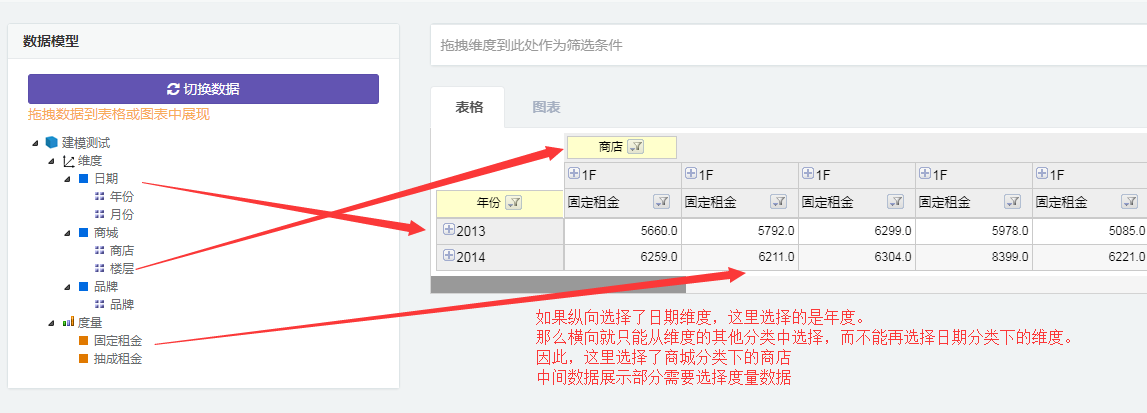 数据模型
切换数据
拖拽数据到表格或图表中展现
建模测试
维度
日期
年份
月份
商城
商店
楼层
品牌
品牌
度量
固定租金
抽成租金
拖拽维度到此处作为筛选条件
表格 图表
商店
1F 1F 1F 1F 1F
年份 固定租金 固定租金 固定租金 固定租金 固定租金
2013 5660.0 5792.0 6299.0 5978.0 5085.0
2014 6259.0 6211.0 6304.0 8399.0 6221.0
如果纵向选择了日期维度，这里选择的是年度。
那么横向就只能从维度的其他分类中选择，而不能再选择日期分类下的维度。
因此，这里选择了商城分类下的商店
中间数据展示部分需要选择度量数据